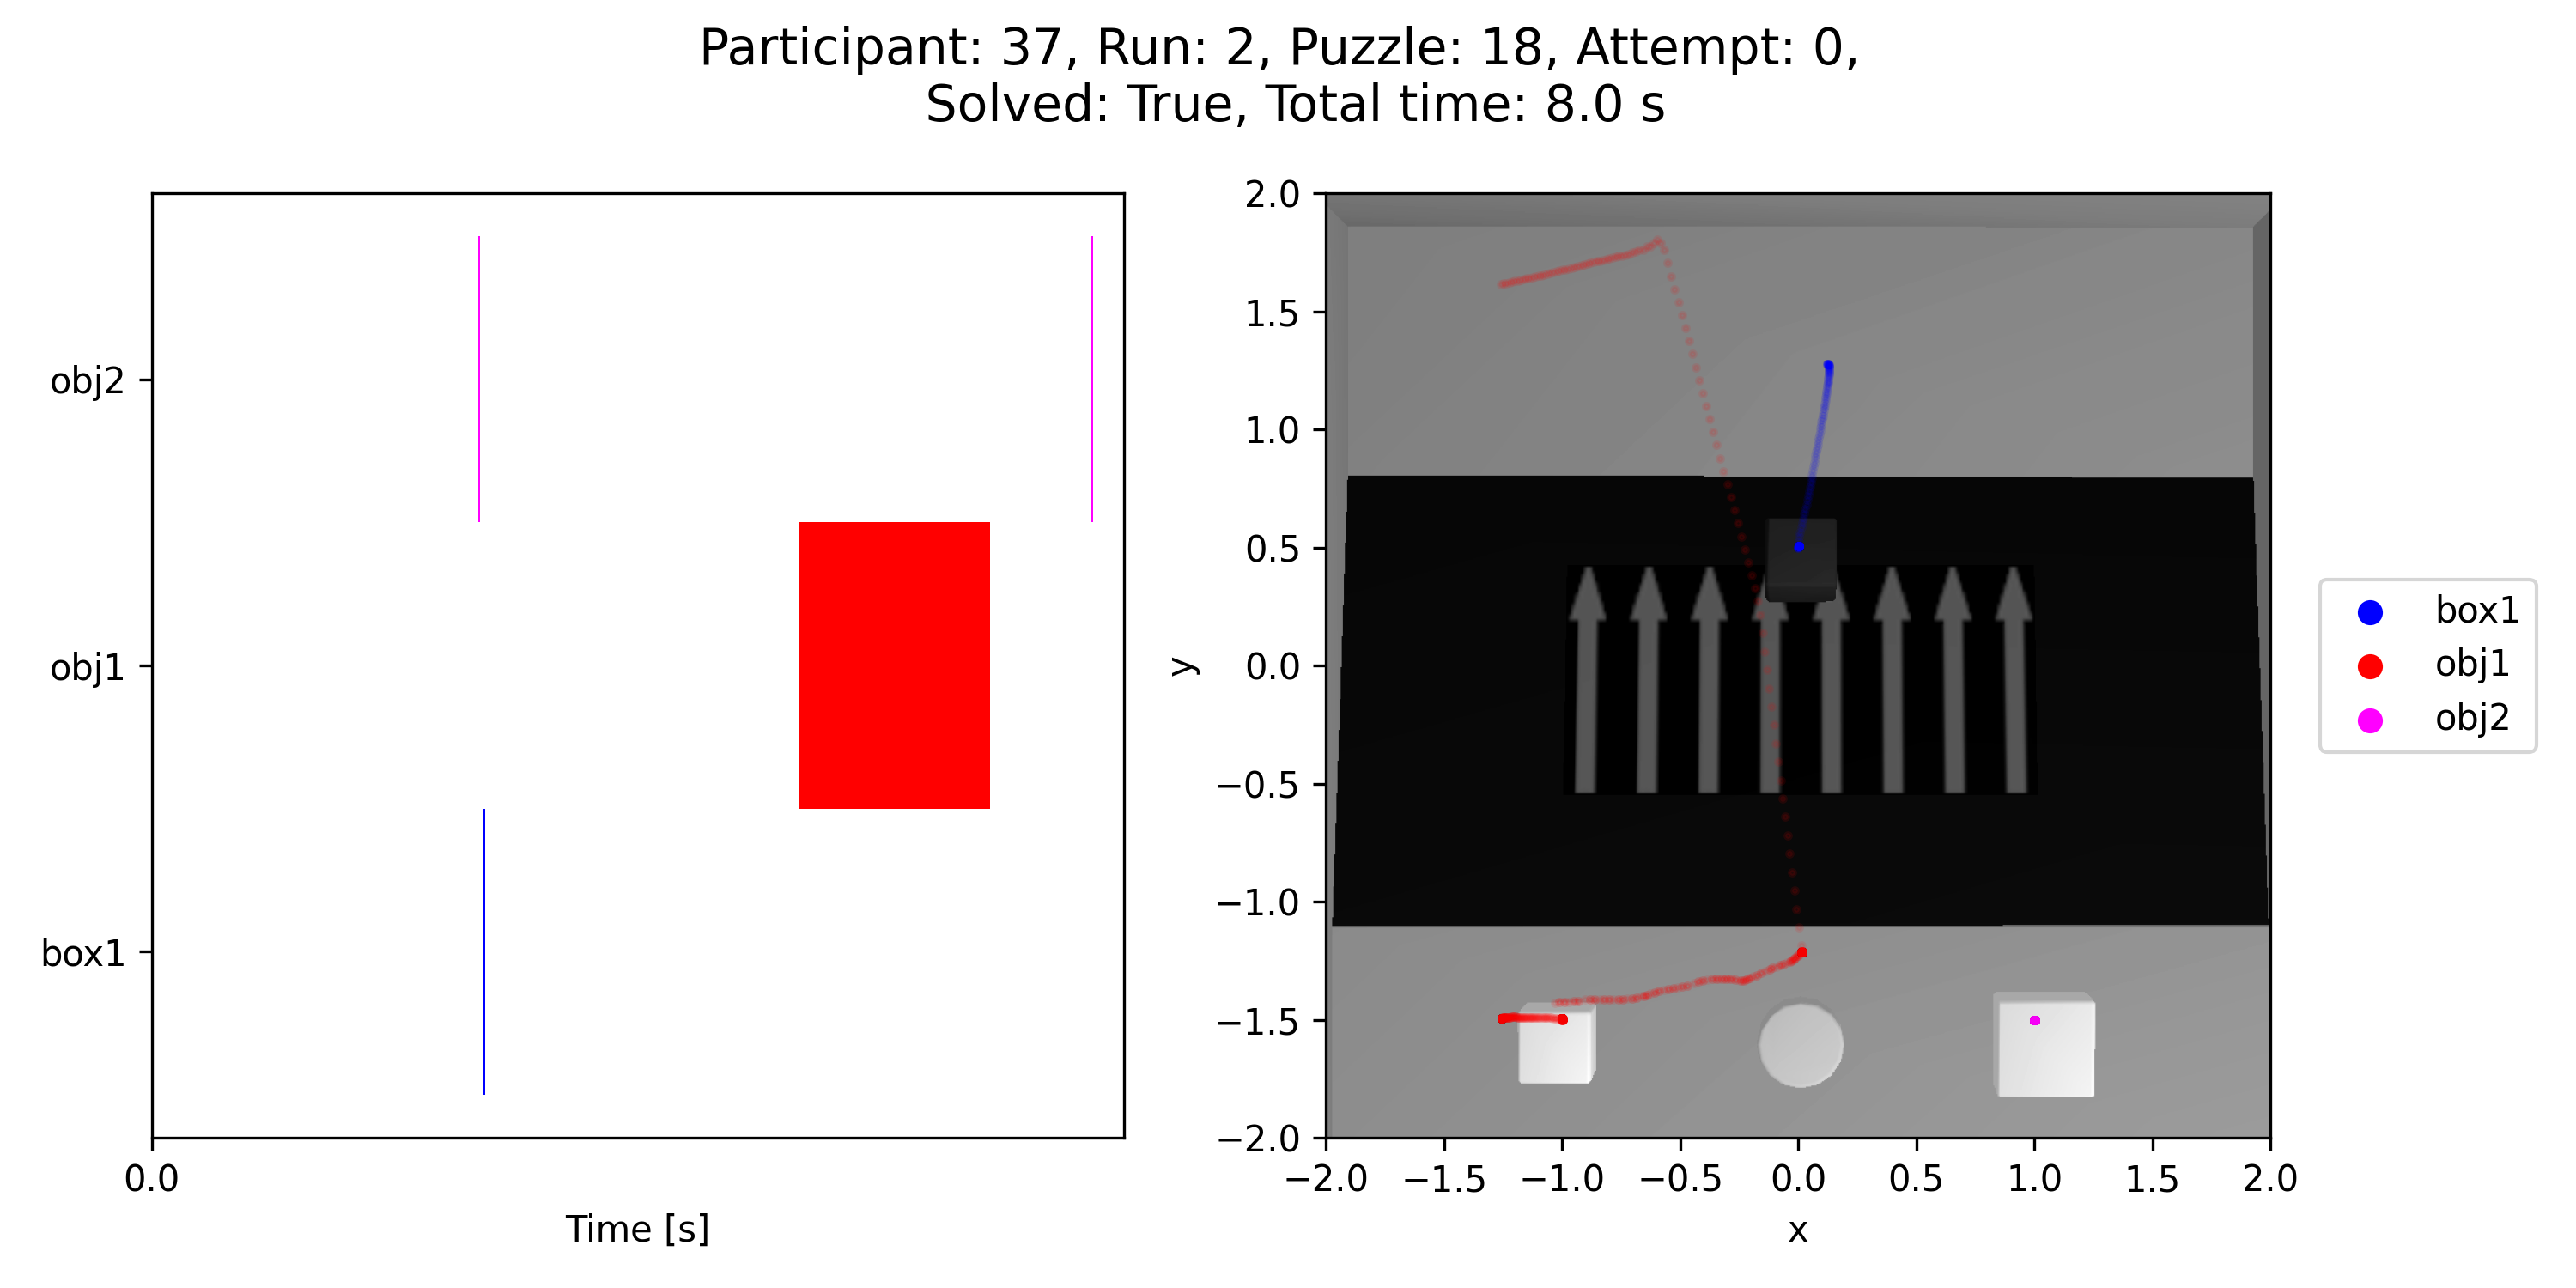 Participant: 37, Run: 2, Puzzle: 18, Attempt: 0,
Solved: True, Total time: 8.0 s
obj2
obj1
box1
0.0
Time [s]
2.0
1.5
1.0
0.5
0.0
−0.5
−1.0
−1.5
−2.0
y
−2.0 −1.5 −1.0 −0.5 0.0 0.5 1.0 1.5 2.0
x
box1
obj1
obj2